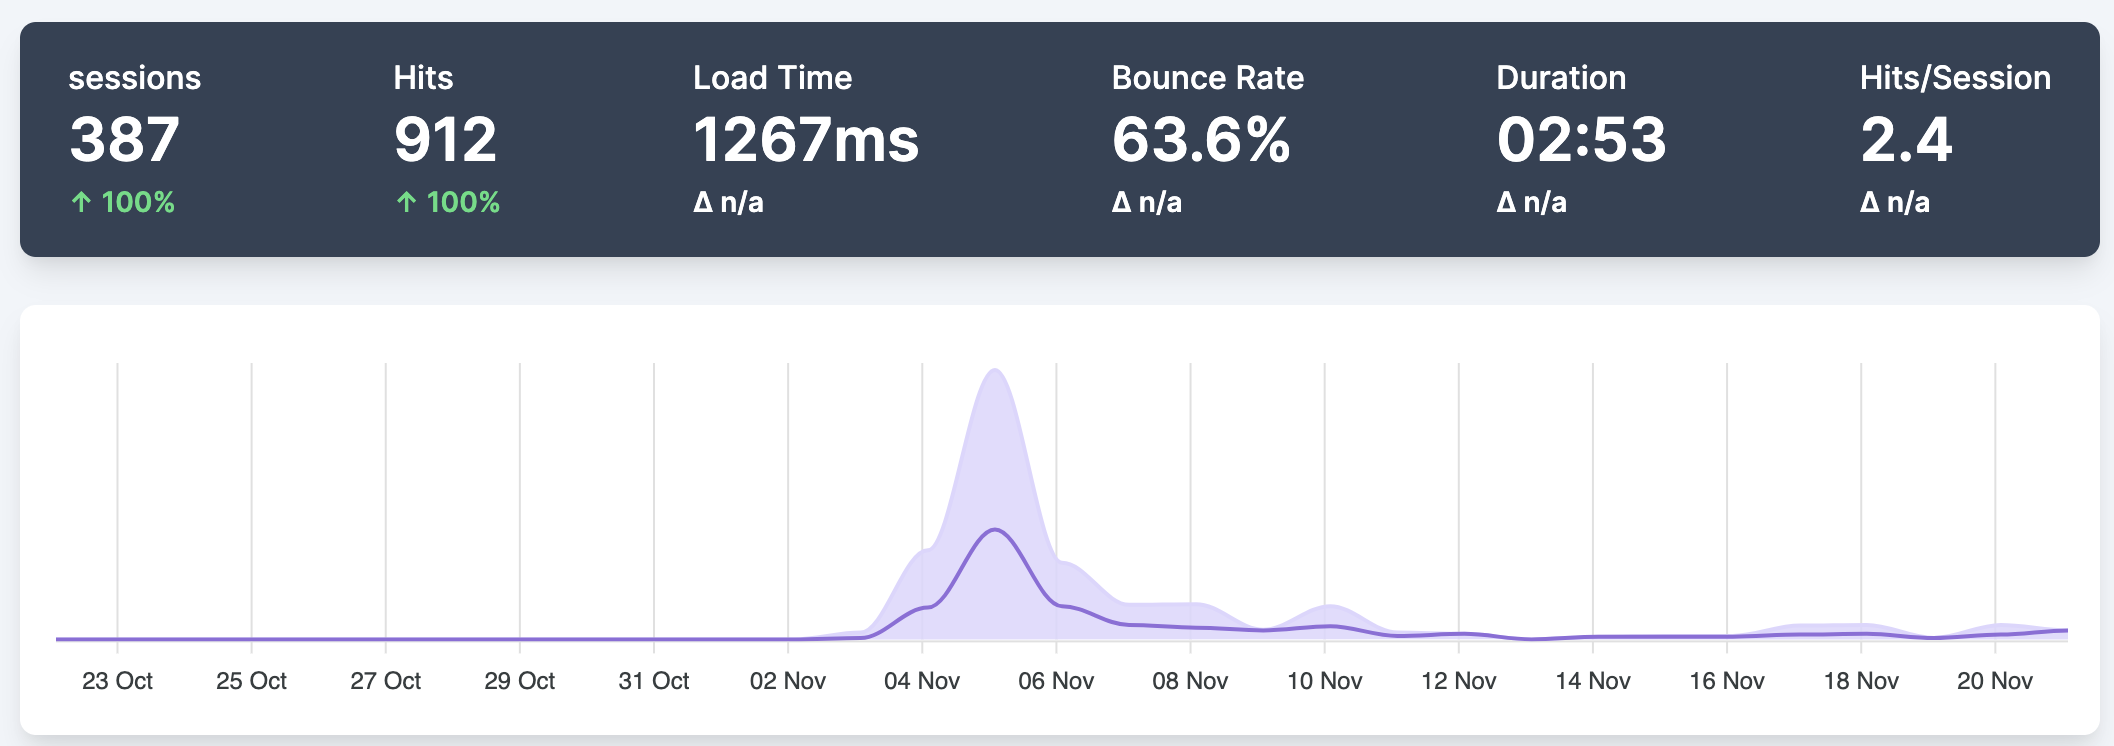 sessions Hits Load Time Bounce Rate Duration Hits/Session
387 912 1267ms 63.6% 02:53 2.4
↑ 100% ↑ 100% Δ n/a Δ n/a Δ n/a Δ n/a
23 Oct 25 Oct 27 Oct 29 Oct 31 Oct 02 Nov 04 Nov 06 Nov 08 Nov 10 Nov 12 Nov 14 Nov 16 Nov 18 Nov 20 Nov